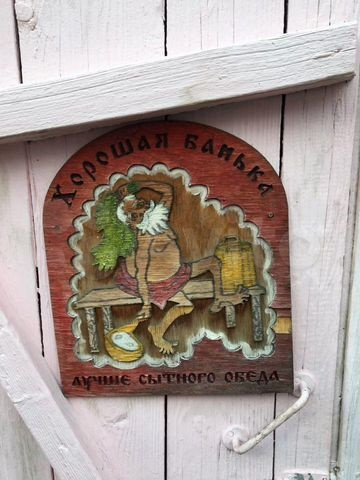 Хорошая банька
лучше сытного обеда